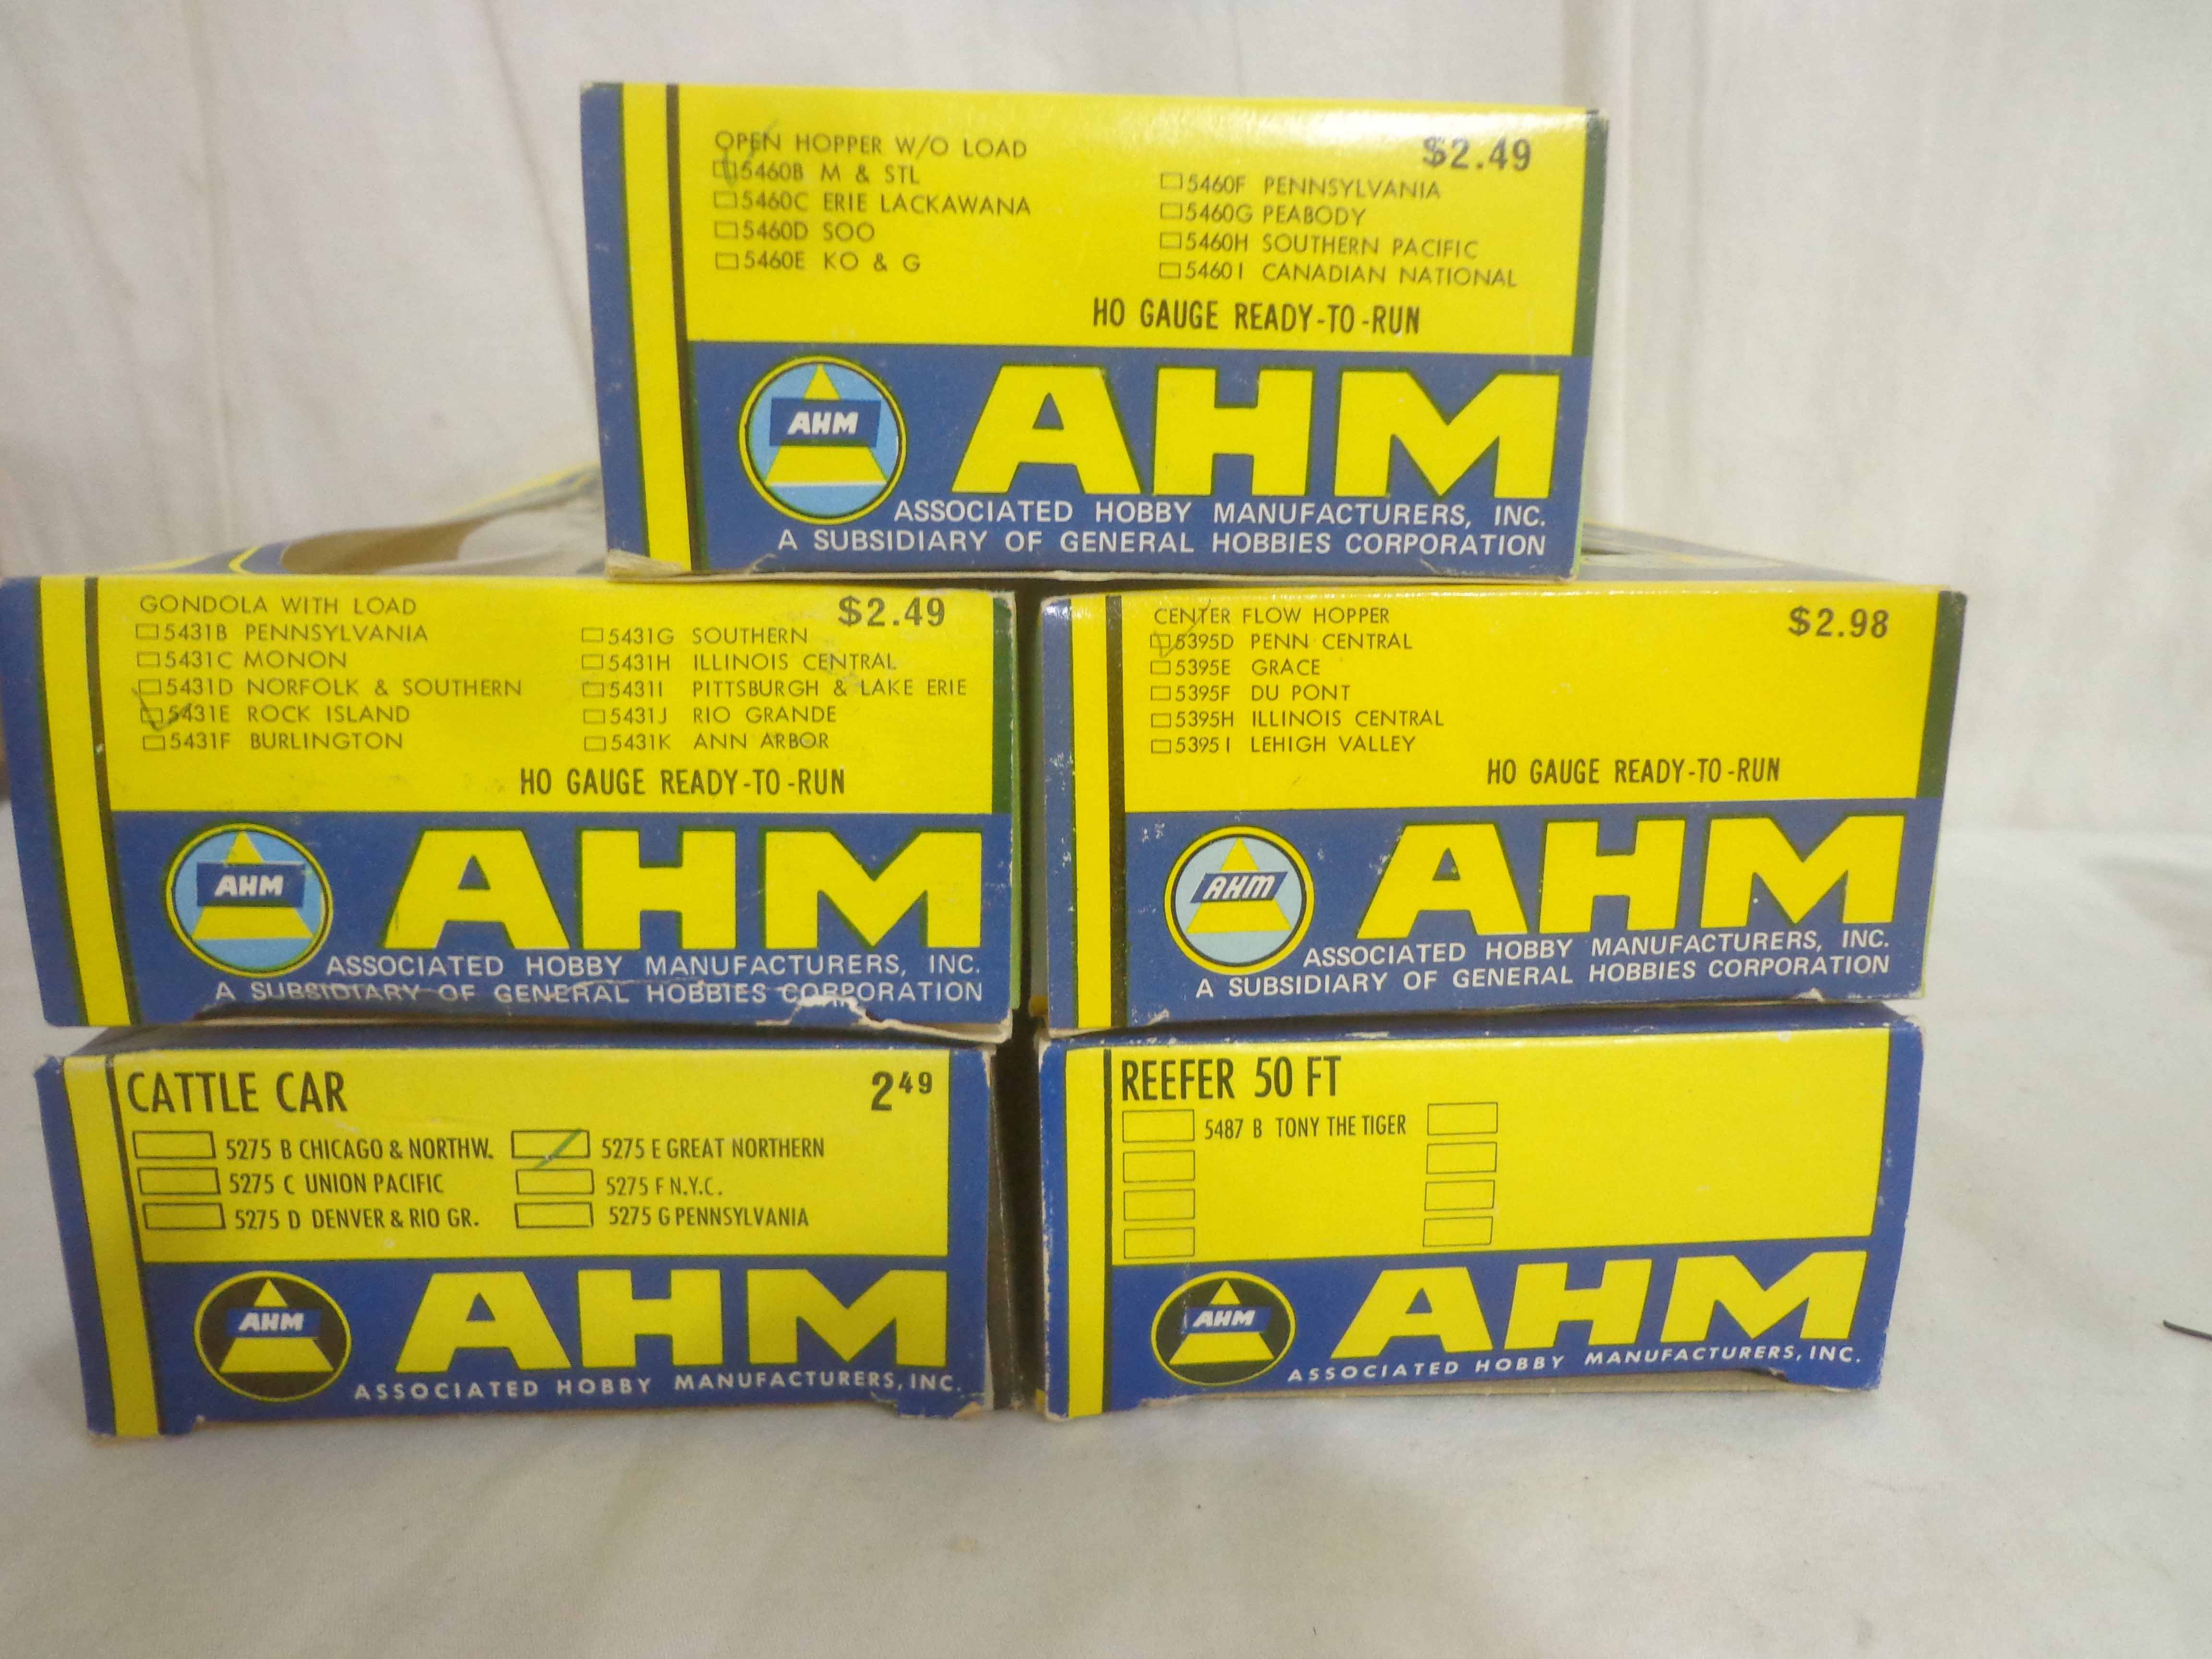 OPEN HOPPER W/O LOAD
$2.49
5460B M & STL
5460C ERIE LACKAWANA
5460D SOO
5460E KO & G
5460F PENNSYLVANIA
5460G PEABODY
5460H SOUTHERN PACIFIC
5460I CANADIAN NATIONAL
HO GAUGE READY-TO-RUN
AHM
AHM
ASSOCIATED HOBBY MANUFACTURERS, INC.
A SUBSIDIARY OF GENERAL HOBBIES CORPORATION
GONDOLA WITH LOAD
$2.49
5431B PENNSYLVANIA
5431C MONON
5431D NORFOLK & SOUTHERN
5431E ROCK ISLAND
5431F BURLINGTON
5431G SOUTHERN
5431H ILLINOIS CENTRAL
5431I PITTSBURGH & LAKE ERIE
5431J RIO GRANDE
5431K ANN ARBOR
HO GAUGE READY-TO-RUN
AHM
AHM
ASSOCIATED HOBBY MANUFACTURERS, INC.
A SUBSIDIARY OF GENERAL HOBBIES CORPORATION
CENTER FLOW HOPPER
$2.98
5395D PENN CENTRAL
5395E GRACE
5395F DU PONT
5395H ILLINOIS CENTRAL
5395I LEHIGH VALLEY
HO GAUGE READY-TO-RUN
AHM
AHM
ASSOCIATED HOBBY MANUFACTURERS, INC.
A SUBSIDIARY OF GENERAL HOBBIES CORPORATION
CATTLE CAR
2 49
5275 B CHICAGO & NORTHW.
5275 C UNION PACIFIC
5275 D DENVER & RIO GR.
5275 E GREAT NORTHERN
5275 F N.Y.C.
5275 G PENNSYLVANIA
AHM
AHM
ASSOCIATED HOBBY MANUFACTURERS, INC.
REEFER 50 FT
5487 B TONY THE TIGER
AHM
AHM
ASSOCIATED HOBBY MANUFACTURERS, INC.